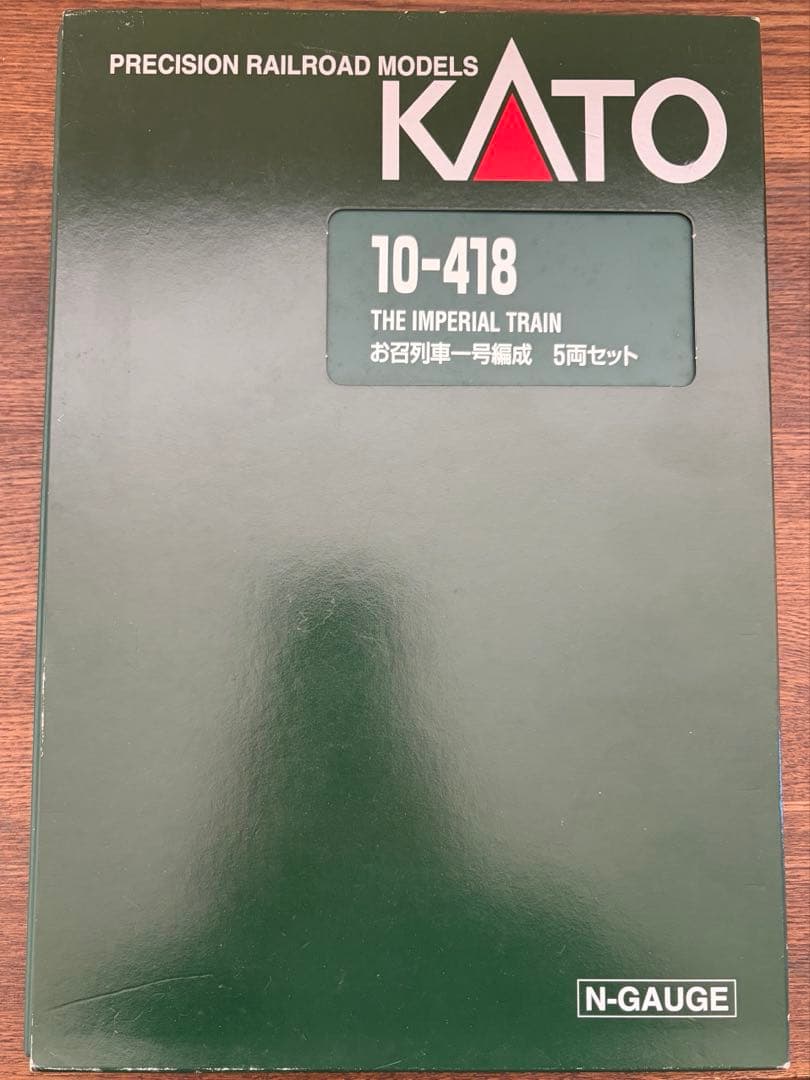 PRECISION RAILROAD MODELS
KATO
10-418
THE IMPERIAL TRAIN
お召列車一号編成 5両セット
N-GAUGE